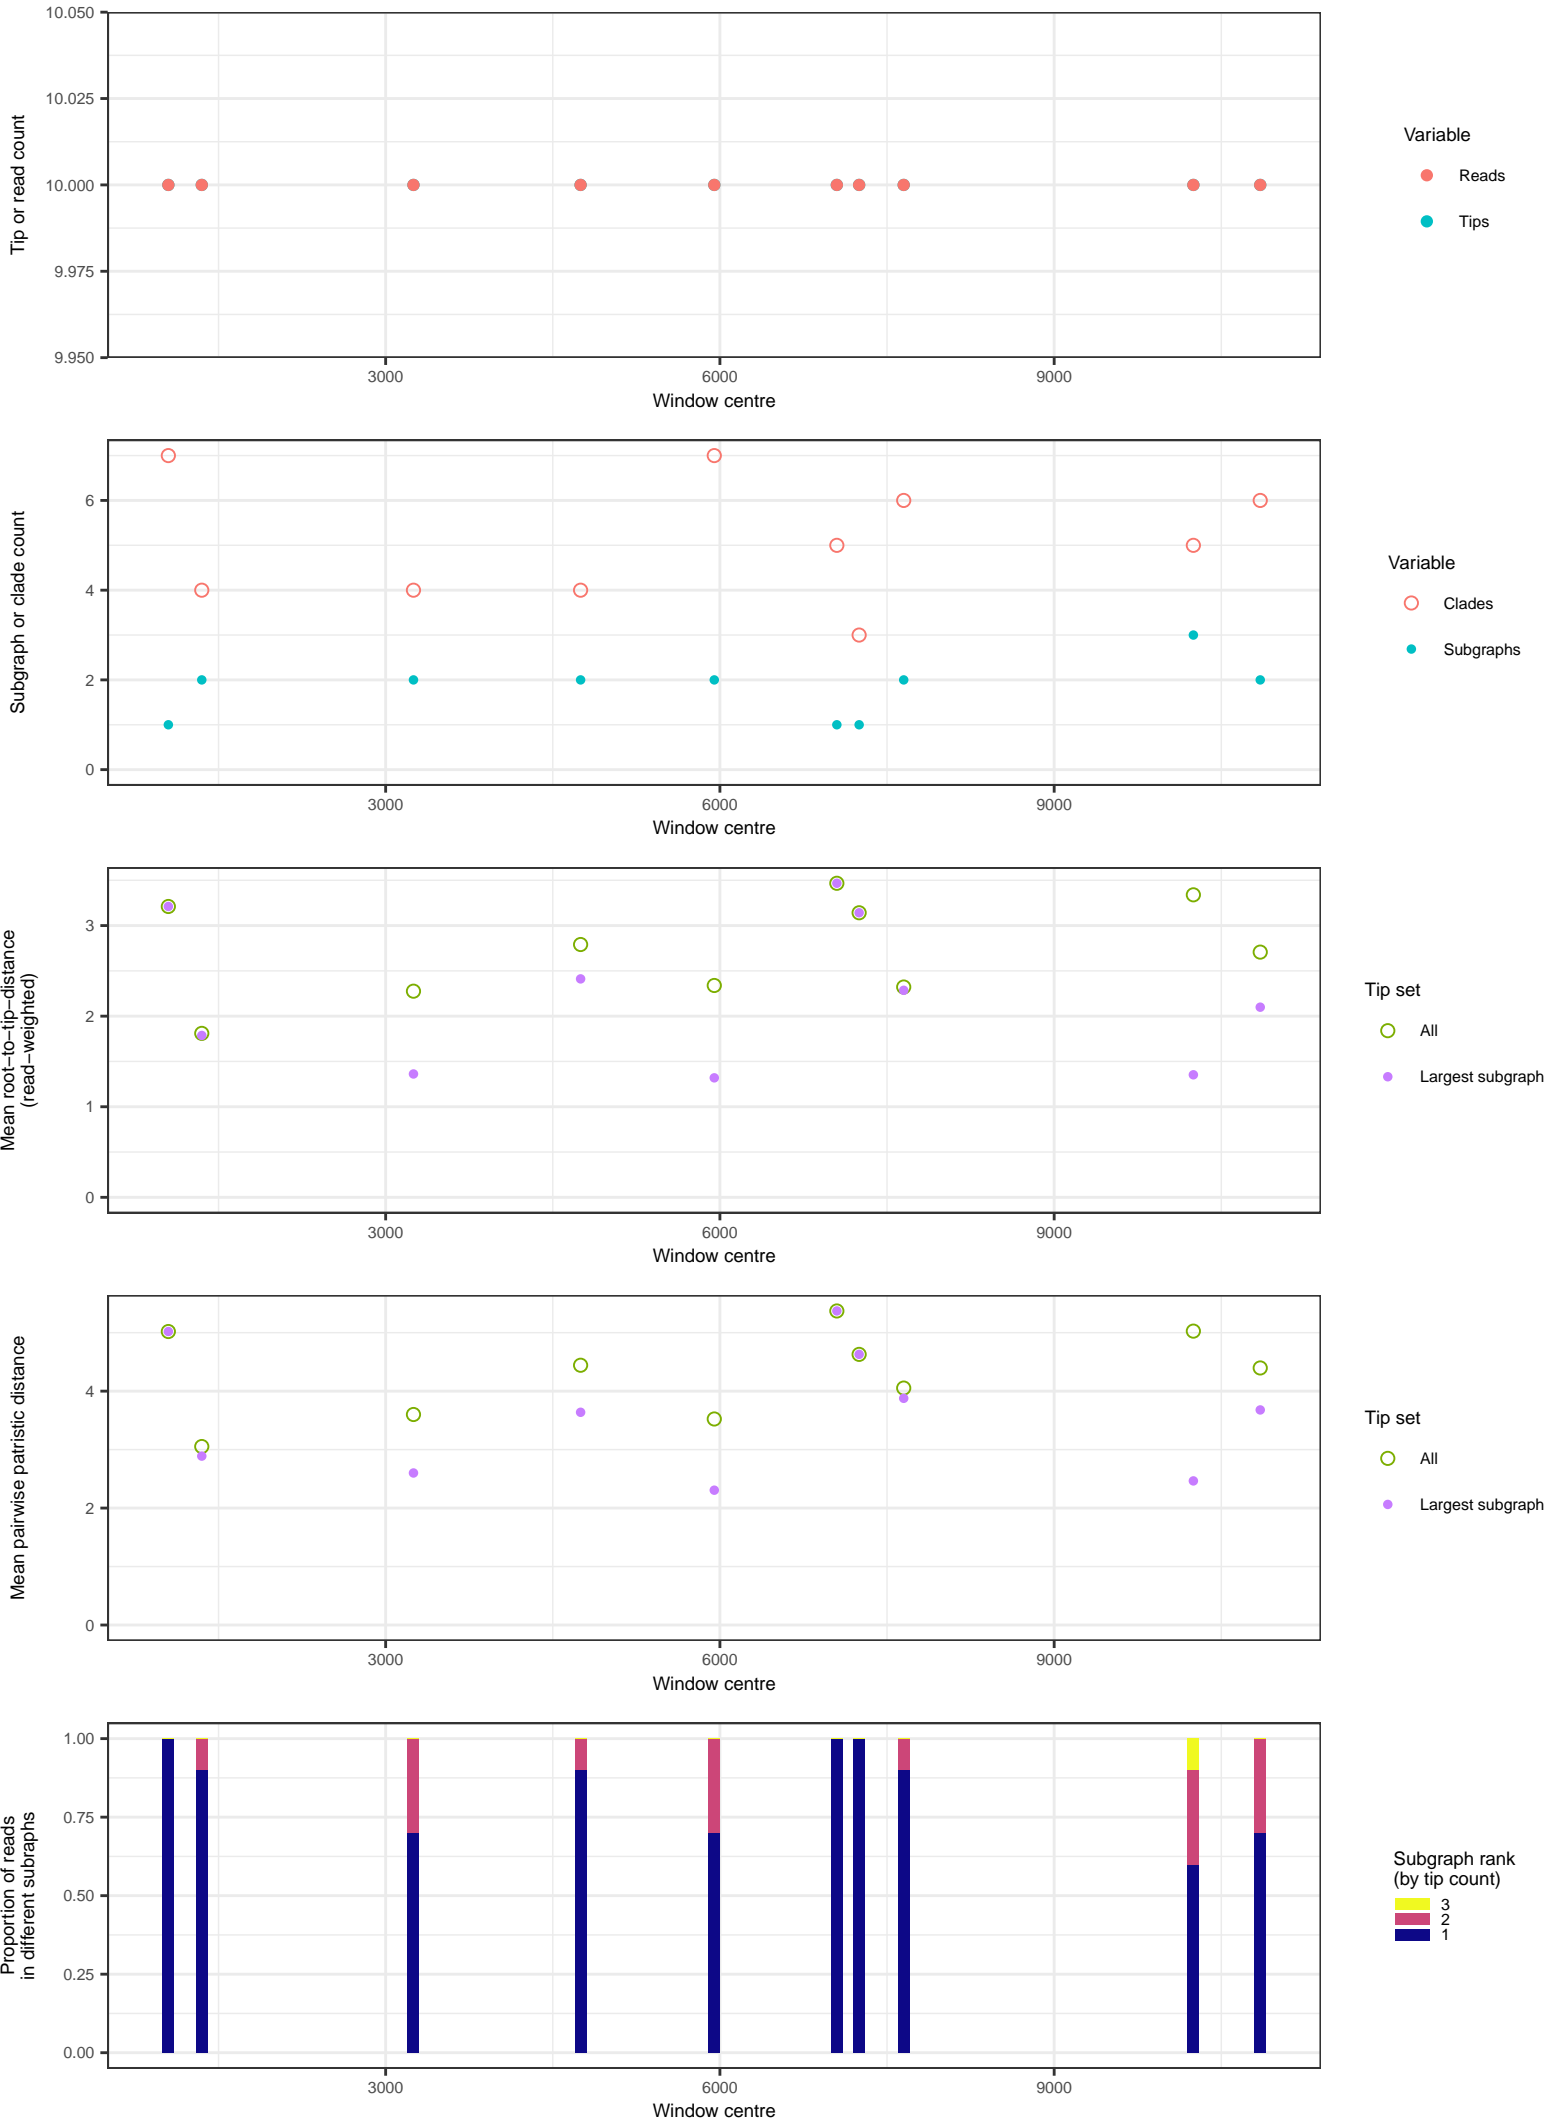 10.050
10.025
10.000
9.975
9.950
Tip or read count
3000
6000
9000
Window centre
Variable
Reads
Tips
6
4
2
0
Subgraph or clade count
3000
6000
9000
Window centre
Variable
Clades
Subgraphs
3
2
1
0
Mean root−to−tip−distance
(read−weighted)
3000
6000
9000
Window centre
Tip set
All
Largest subgraph
4
2
0
Mean pairwise patristic distance
3000
6000
9000
Window centre
Tip set
All
Largest subgraph
1.00
0.75
0.50
0.25
0.00
Proportion of reads
in different subraphs
3000
6000
9000
Window centre
Subgraph rank
(by tip count)
3
2
1